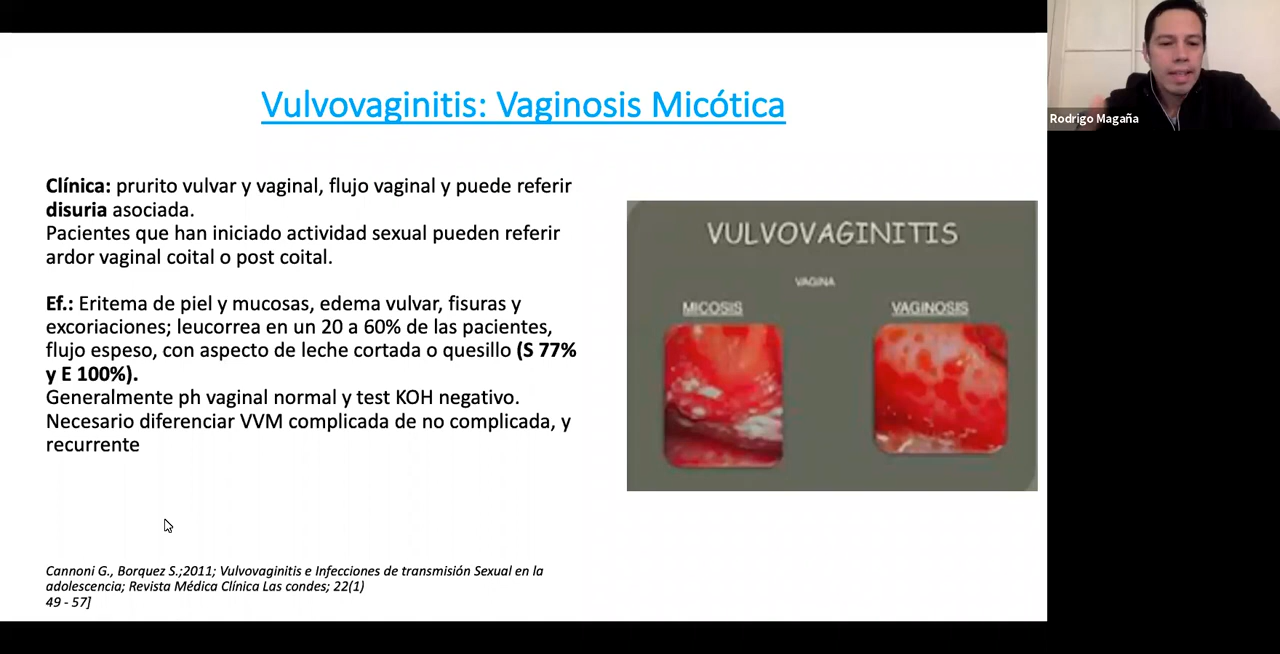 Vulvovaginitis: Vaginosis Micótica
Clínica: prurito vulvar y vaginal, flujo vaginal y puede referir
disuria asociada.
Pacientes que han iniciado actividad sexual pueden referir
ardor vaginal coital o post coital.
Ef.: Eritema de piel y mucosas, edema vulvar, fisuras y
excoriaciones; leucorrea en un 20 a 60% de las pacientes,
flujo espeso, con aspecto de leche cortada o quesillo (S 77%
y E 100%).
Generalmente ph vaginal normal y test KOH negativo.
Necesario diferenciar VVM complicada de no complicada, y
recurrente
VULVOVAGINITIS
VAGINA
MICOSIS
VAGINOSIS
Cannoni G., Borquez S.;2011; Vulvovaginitis e Infecciones de transmisión Sexual en la
adolescencia; Revista Médica Clínica Las condes; 22(1)
49 - 57]
Rodrigo Magaña